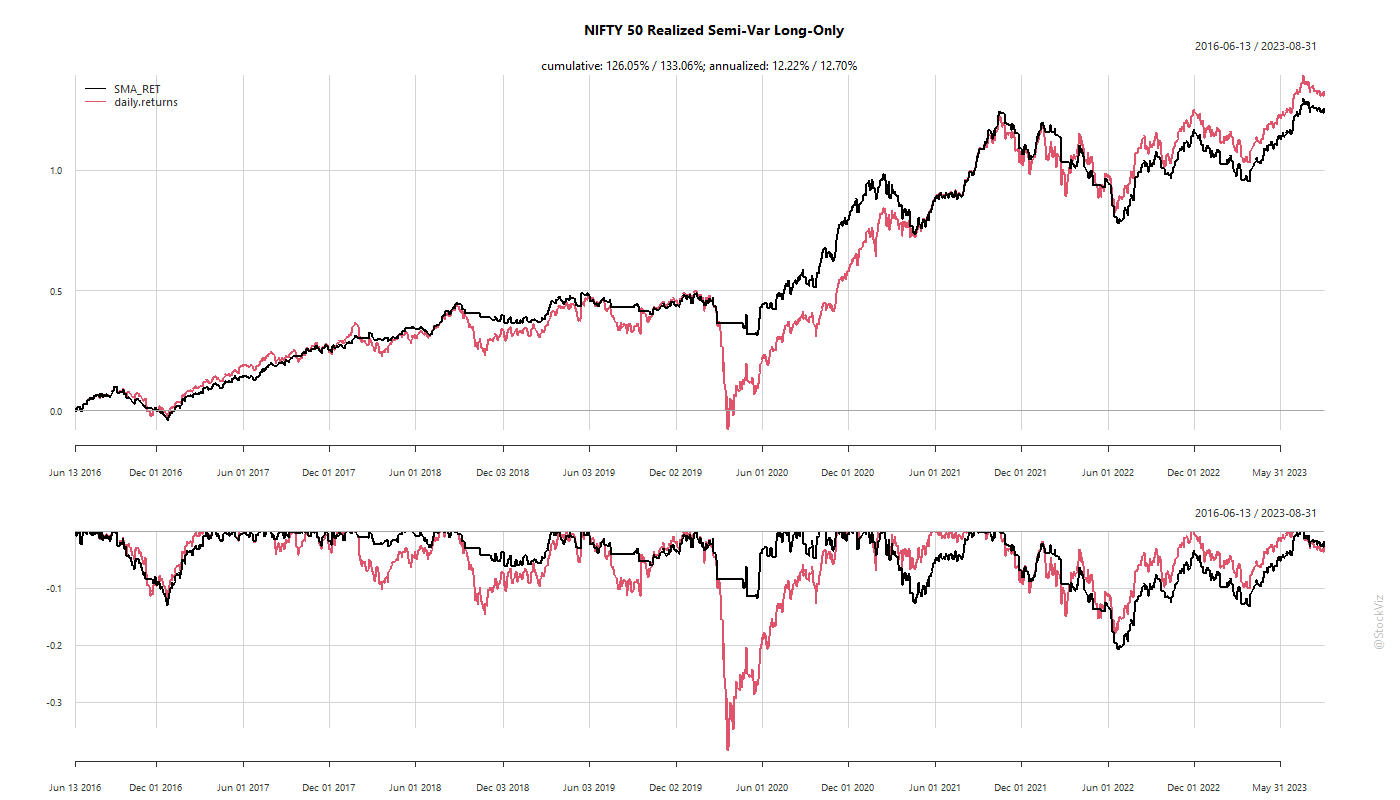 NIFTY 50 Realized Semi-Var Long-Only
2016-06-13 / 2023-08-31
cumulative: 126.05% / 133.06%; annualized: 12.22% / 12.70%
SMA_RET
daily.returns
1.0
0.5
0.0
Jun 13 2016 Dec 01 2016 Jun 01 2017 Dec 01 2017 Jun 01 2018 Dec 03 2018 Jun 03 2019 Dec 02 2019 Jun 01 2020 Dec 01 2020 Jun 01 2021 Dec 01 2021 Jun 01 2022 Dec 01 2022 May 31 2023
2016-06-13 / 2023-08-31
-0.1
-0.2
-0.3
Jun 13 2016 Dec 01 2016 Jun 01 2017 Dec 01 2017 Jun 01 2018 Dec 03 2018 Jun 03 2019 Dec 02 2019 Jun 01 2020 Dec 01 2020 Jun 01 2021 Dec 01 2021 Jun 01 2022 Dec 01 2022 May 31 2023
@StockViz